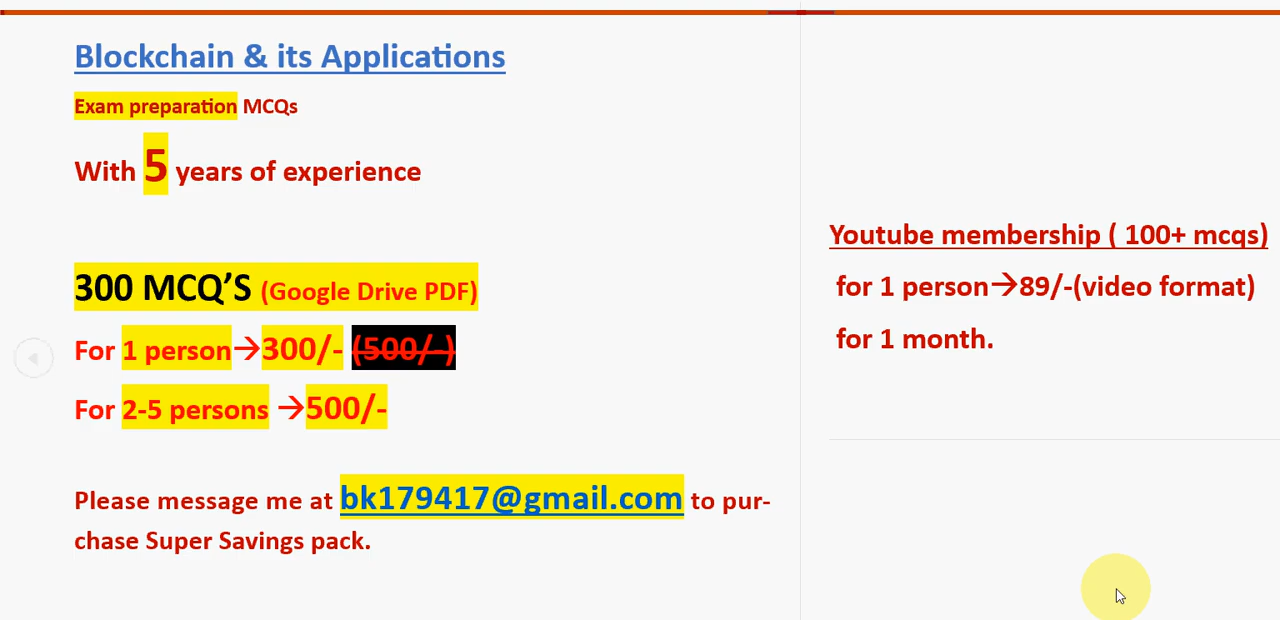 Blockchain & its Applications
Exam preparation MCQs
With 5 years of experience
300 MCQ’S (Google Drive PDF)
For 1 person→300/- (500/-)
For 2-5 persons →500/-
Please message me at bk179417@gmail.com to pur-
chase Super Savings pack.
Youtube membership ( 100+ mcqs)
for 1 person→89/-(video format)
for 1 month.